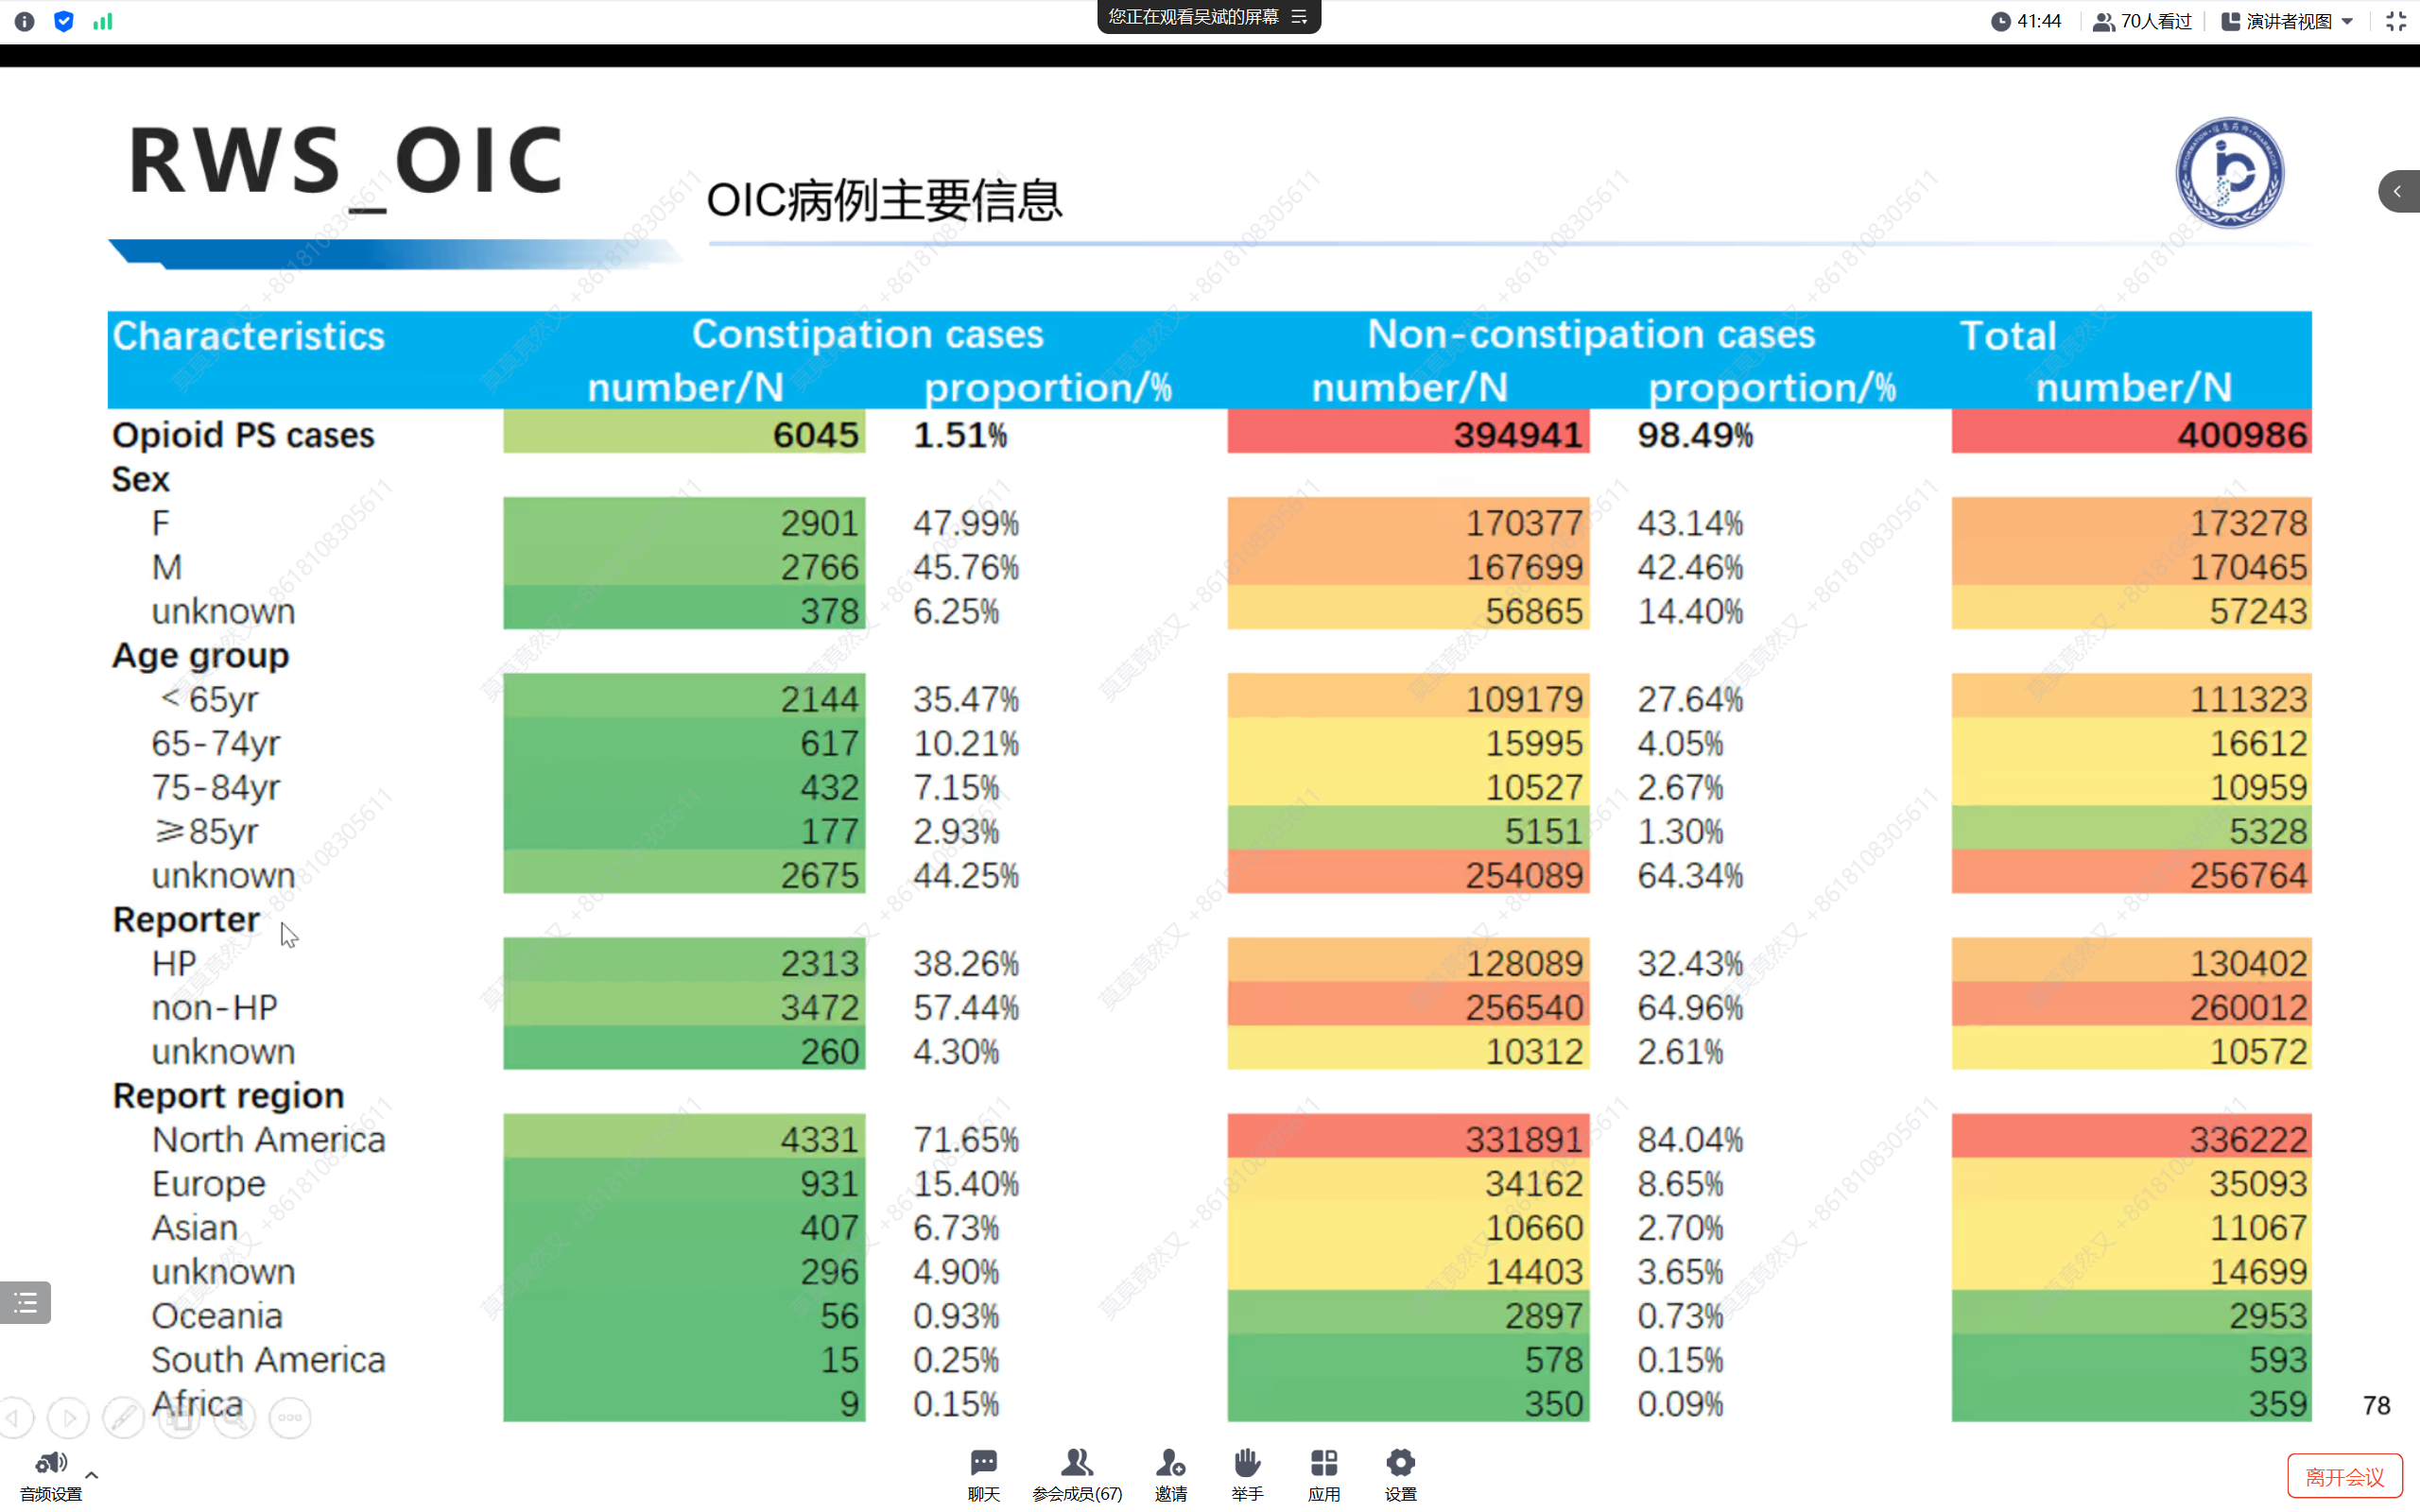 您正在观看吴斌的屏幕
41:44
70人看过
演讲者视图
RWS_OIC
OIC病例主要信息
Characteristics Constipation cases Non-constipation cases Total
number/N proportion/% number/N proportion/% number/N
Opioid PS cases 6045 1.51% 394941 98.49% 400986
Sex
F 2901 47.99% 170377 43.14% 173278
M 2766 45.76% 167699 42.46% 170465
unknown 378 6.25% 56865 14.40% 57243
Age group
<65yr 2144 35.47% 109179 27.64% 111323
65-74yr 617 10.21% 15995 4.05% 16612
75-84yr 432 7.15% 10527 2.67% 10959
≥85yr 177 2.93% 5151 1.30% 5328
unknown 2675 44.25% 254089 64.34% 256764
Reporter
HP 2313 38.26% 128089 32.43% 130402
non-HP 3472 57.44% 256540 64.96% 260012
unknown 260 4.30% 10312 2.61% 10572
Report region
North America 4331 71.65% 331891 84.04% 336222
Europe 931 15.40% 34162 8.65% 35093
Asian 407 6.73% 10660 2.70% 11067
unknown 296 4.90% 14403 3.65% 14699
Oceania 56 0.93% 2897 0.73% 2953
South America 15 0.25% 578 0.15% 593
Africa 9 0.15% 350 0.09% 359
78
音频设置
聊天
参会成员(67)
邀请
举手
应用
设置
离开会议